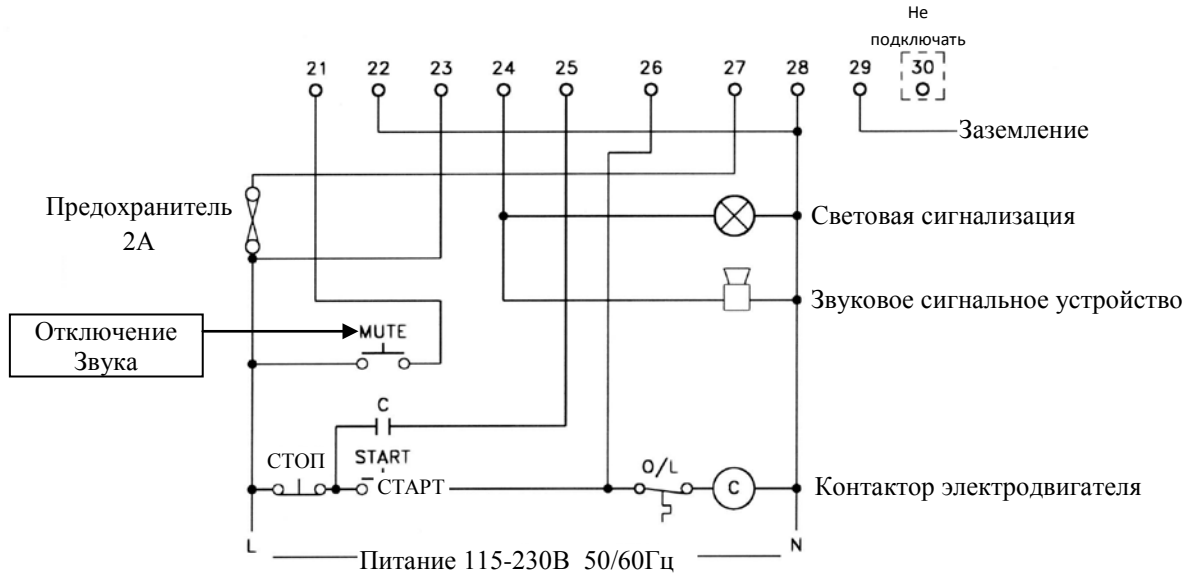 Не
подключать
21 22 23 24 25 26 27 28 29 30
Заземление
Предохранитель
2А
Световая сигнализация
Звуковое сигнальное устройство
Отключение
Звука
MUTE
C
СТОП
START
СТАРТ
O/L
C
Контактор электродвигателя
L
Питание 115-230В 50/60Гц
N